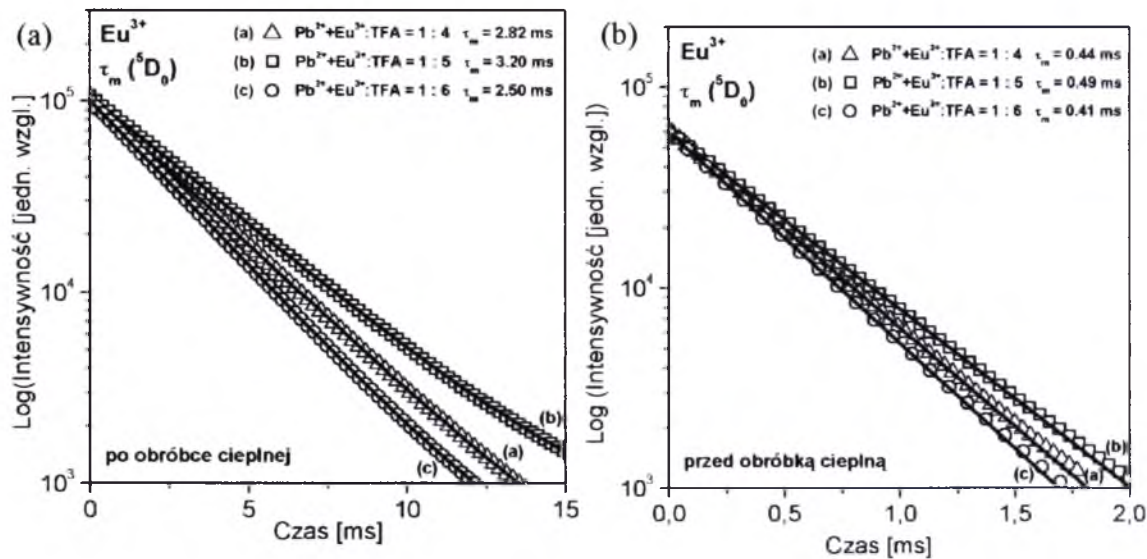 (a)
Eu³⁺
τₘ (⁵D₀)
(a) △ Pb²⁺+Eu³⁺:TFA = 1 : 4 τₘ = 2.82 ms
(b) □ Pb²⁺+Eu³⁺:TFA = 1 : 5 τₘ = 3.20 ms
(c) ○ Pb²⁺+Eu³⁺:TFA = 1 : 6 τₘ = 2.50 ms
Log(Intensywność [jedn. wzgl.]
10⁵
10⁴
10³
(b)
(a)
(c)
po obróbce cieplnej
0 5 10 15
Czas [ms]
(b)
Eu³⁺
τₘ (⁵D₀)
(a) △ Pb²⁺+Eu³⁺:TFA = 1 : 4 τₘ = 0.44 ms
(b) □ Pb²⁺+Eu³⁺:TFA = 1 : 5 τₘ = 0.49 ms
(c) ○ Pb²⁺+Eu³⁺:TFA = 1 : 6 τₘ = 0.41 ms
Log (Intensywność [jedn. wzgl.])
10⁵
10⁴
10³
(b)
(a)
(c)
przed obróbką cieplną
0,0 0,5 1,0 1,5 2,0
Czas [ms]